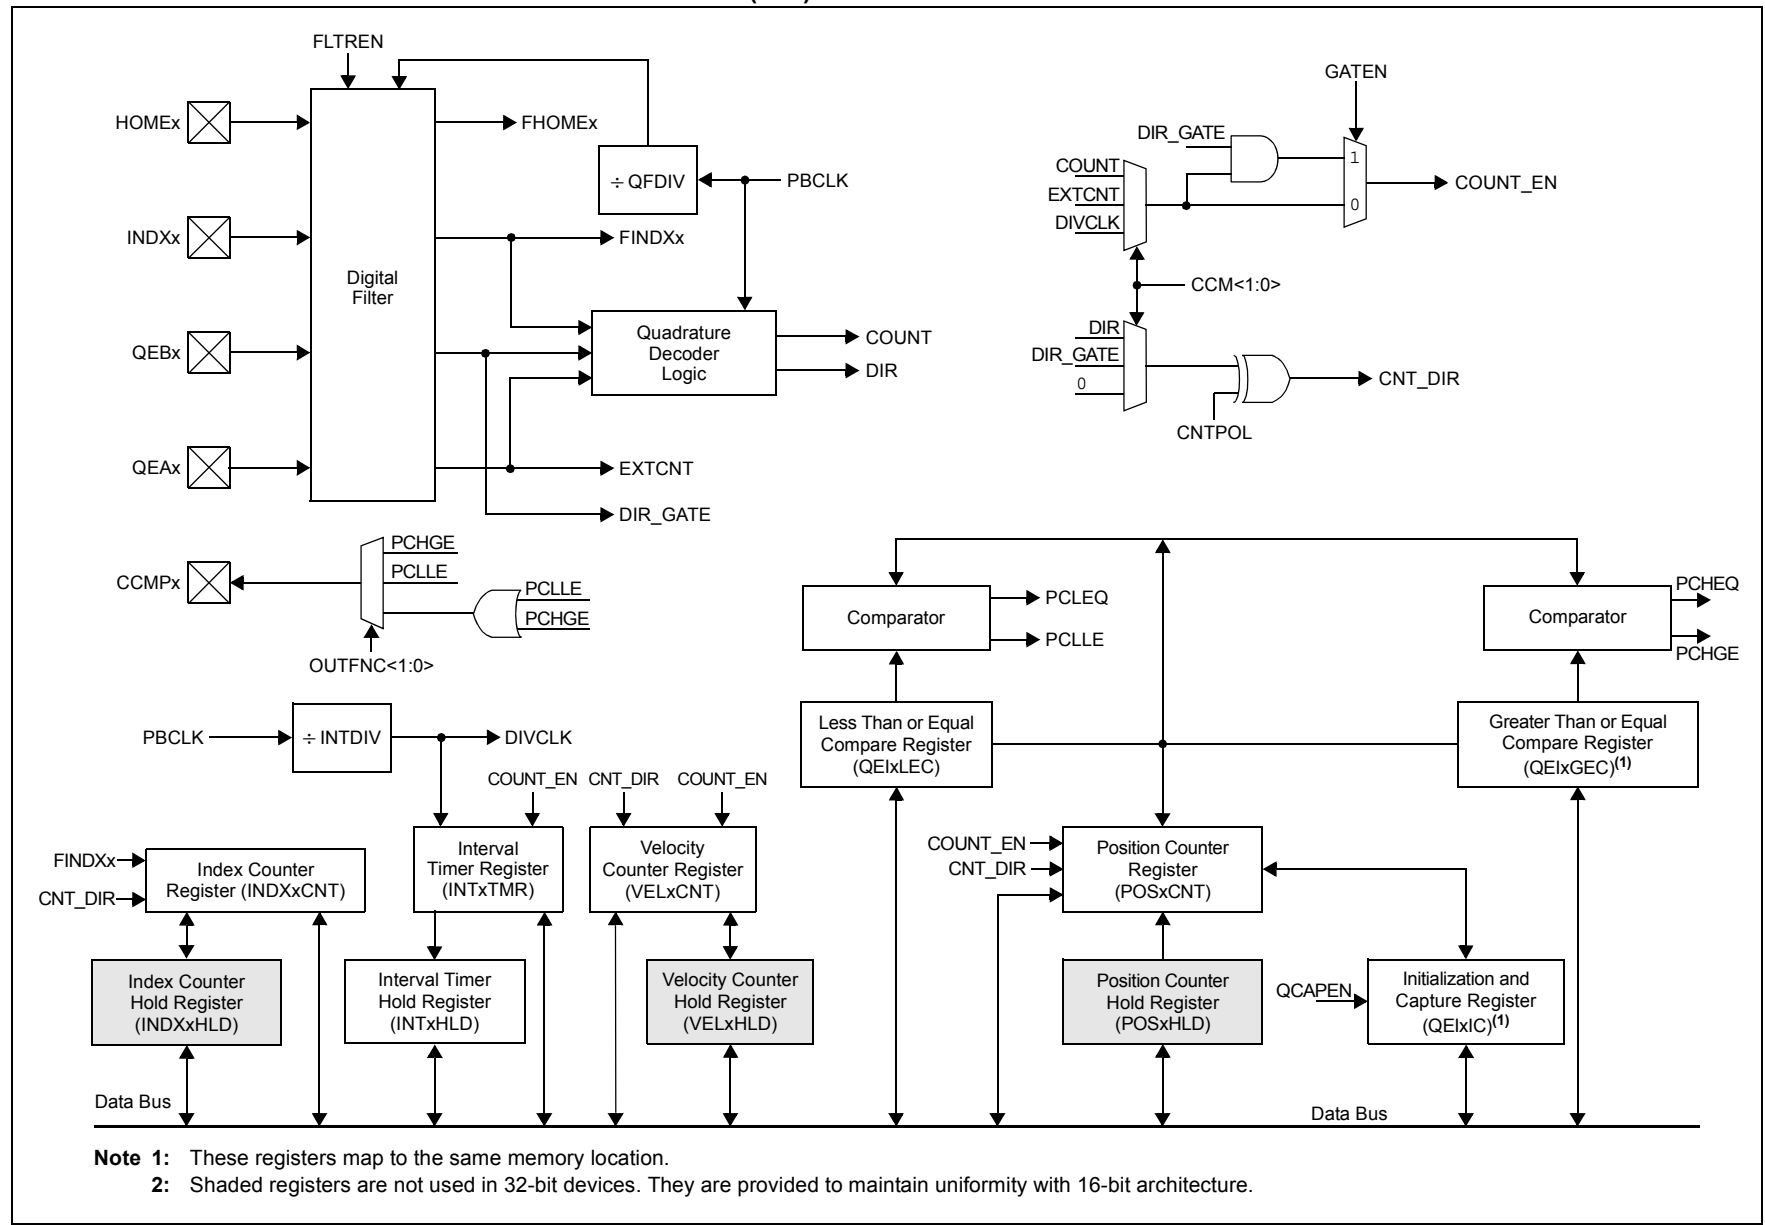 FLTREN
HOMEx
FHOMEx
÷ QFDIV
PBCLK
INDXx
FINDXx
Digital
Filter
QEBx
Quadrature
Decoder
Logic
COUNT
DIR
QEAx
EXTCNT
DIR_GATE
GATEN
DIR_GATE
COUNT
EXTCNT
DIVCLK
1
0
COUNT_EN
CCM<1:0>
DIR
DIR_GATE
0
CNT_DIR
CNTPOL
CCMPx
PCHGE
PCLLE
PCLLE
PCHGE
OUTFNC<1:0>
Comparator
PCLEQ
PCLLE
Comparator
PCHEQ
PCHGE
PBCLK
÷ INTDIV
DIVCLK
Less Than or Equal
Compare Register
(QEIxLEC)
Greater Than or Equal
Compare Register
(QEIxGEC)(1)
COUNT_EN
CNT_DIR
COUNT_EN
FINDXx
CNT_DIR
Index Counter
Register (INDXxCNT)
Interval
Timer Register
(INTxTMR)
Velocity
Counter Register
(VELxCNT)
COUNT_EN
CNT_DIR
Position Counter
Register
(POSxCNT)
Index Counter
Hold Register
(INDXxHLD)
Interval Timer
Hold Register
(INTxHLD)
Velocity Counter
Hold Register
(VELxHLD)
Position Counter
Hold Register
(POSxHLD)
QCAPEN
Initialization and
Capture Register
(QEIxIC)(1)
Data Bus
Data Bus
Note 1: These registers map to the same memory location.
2: Shaded registers are not used in 32-bit devices. They are provided to maintain uniformity with 16-bit architecture.